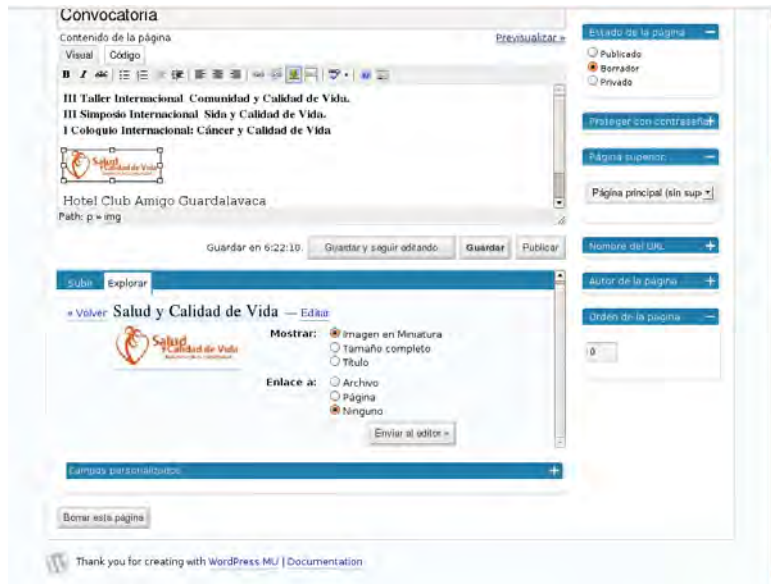 Convocatoria
Contenido de la página
Previsualizar »
Visual Código
B I ABC
III Taller Internacional Comunidad y Calidad de Vida.
III Simposio Internacional Sida y Calidad de Vida.
I Coloquio Internacional: Cáncer y Calidad de Vida
Salud
y Calidad de Vida
Hotel Club Amigo Guardalavaca
Path: p » img
Guardar en 6:22:10. Guardar y seguir editando Guardar Publicar
Subir Explorar
« Volver Salud y Calidad de Vida — Editar
Salud
y Calidad de Vida
Mostrar: Imagen en Miniatura
Tamaño completo
Título
Enlace a: Archivo
Página
Ninguno
Enviar al editor »
Campos personalizados
Borrar esta página
Estado de la página
Publicado
Borrador
Privado
Proteger con contraseña
Página superior:
Página principal (sin sup
Nombre del URL
Autor de la página
Orden de la página
0
Thank you for creating with WordPress MU | Documentation